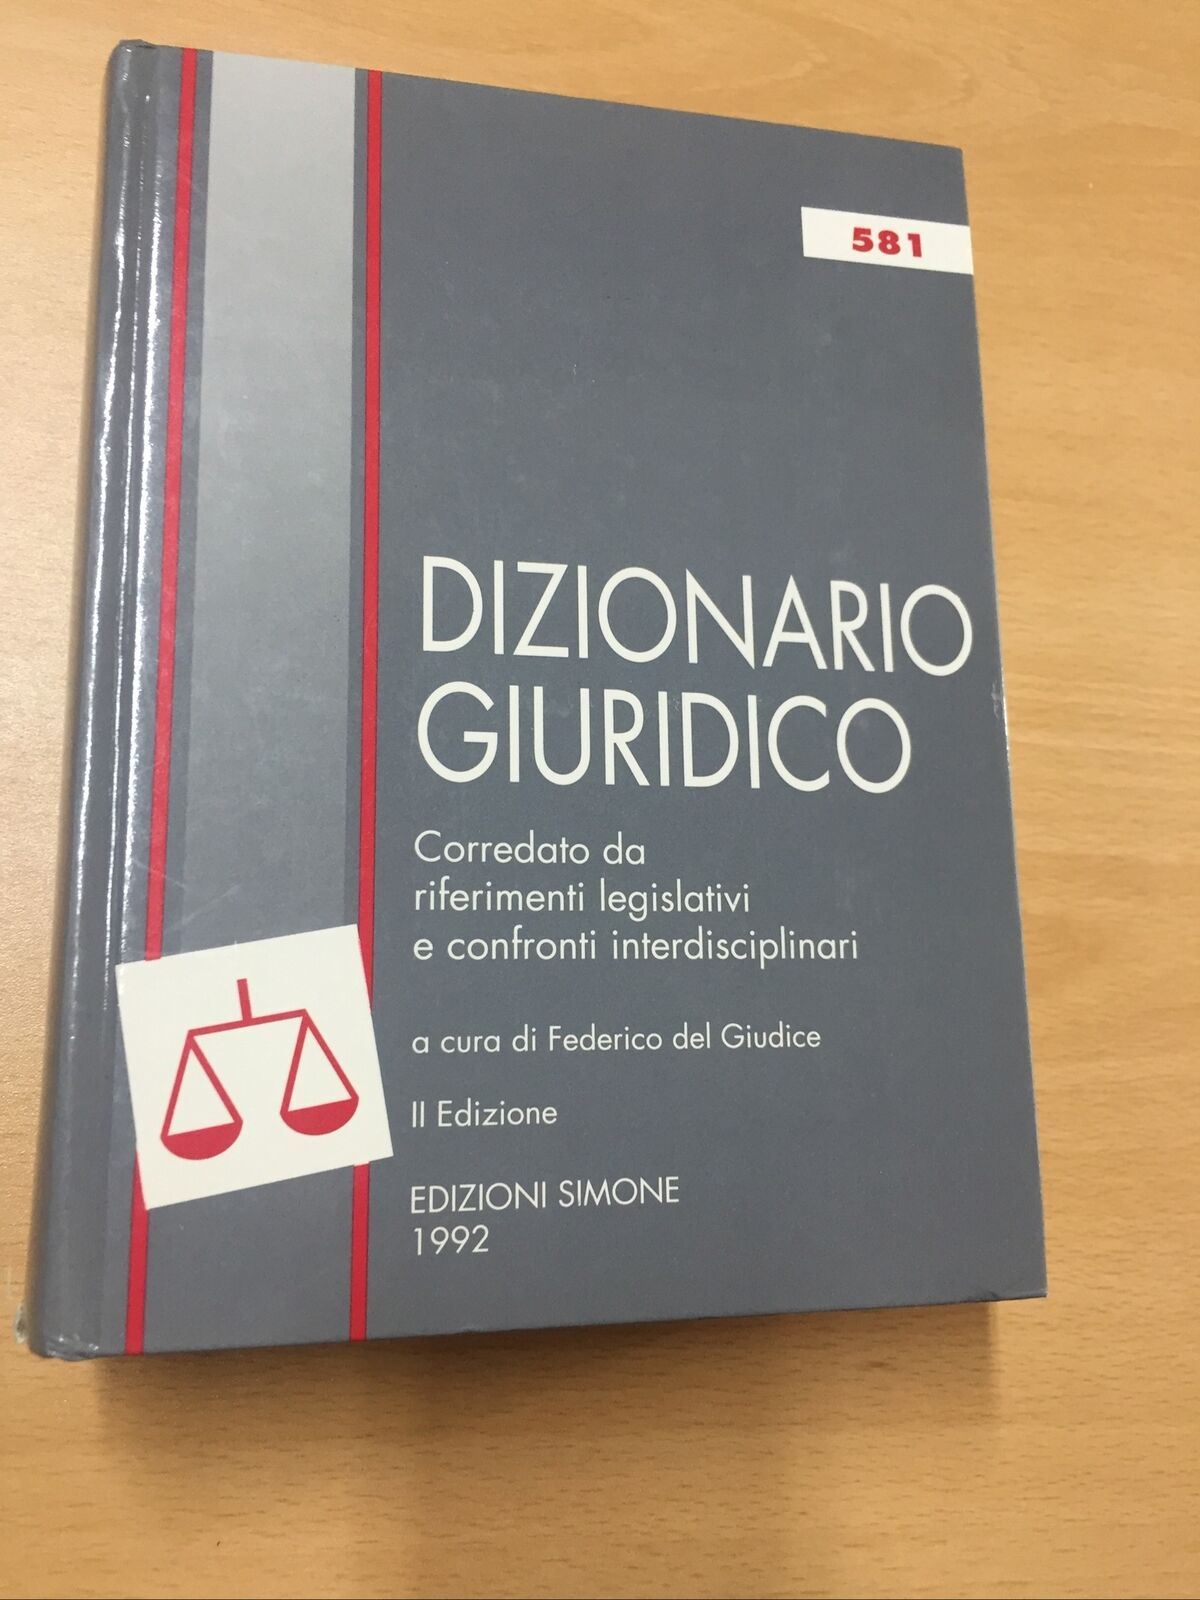 581
DIZIONARIO
GIURIDICO
Corredato da
riferimenti legislativi
e confronti interdisciplinari
a cura di Federico del Giudice
II Edizione
EDIZIONI SIMONE
1992